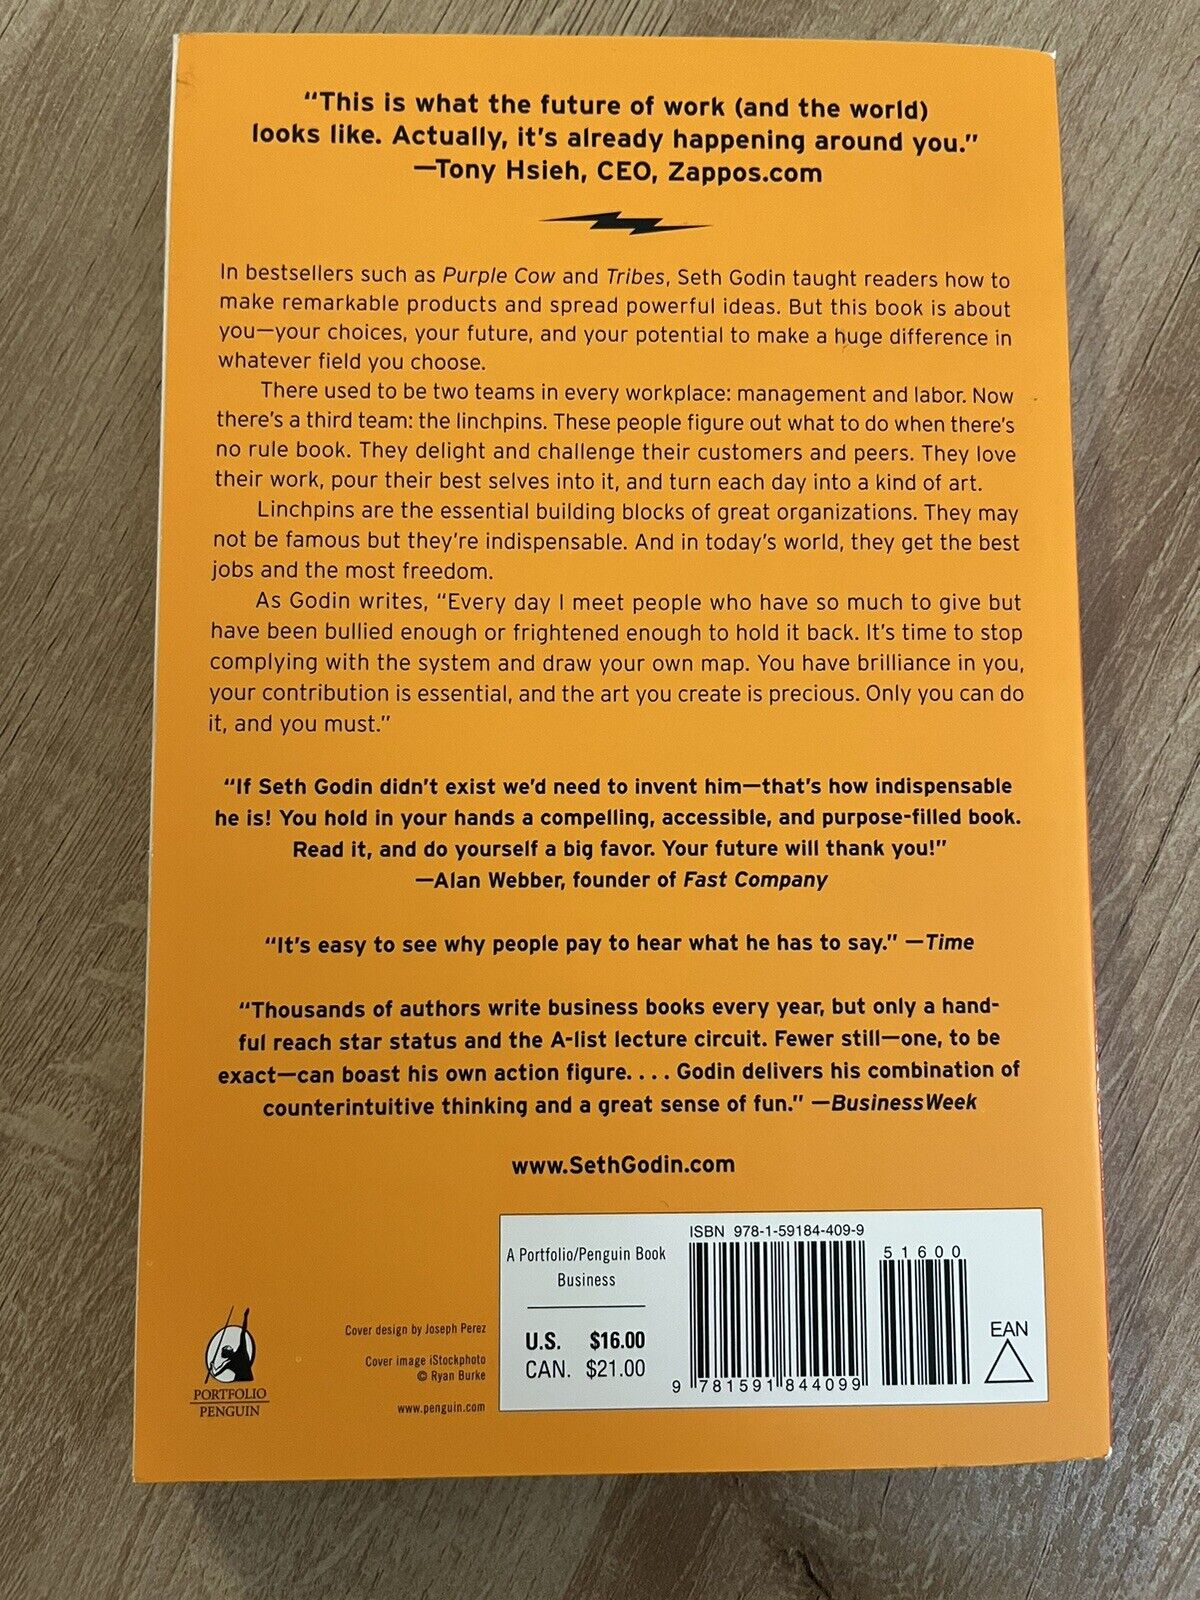 “This is what the future of work (and the world)
looks like. Actually, it’s already happening around you.”
—Tony Hsieh, CEO, Zappos.com
In bestsellers such as Purple Cow and Tribes, Seth Godin taught readers how to
make remarkable products and spread powerful ideas. But this book is about
you—your choices, your future, and your potential to make a huge difference in
whatever field you choose.
There used to be two teams in every workplace: management and labor. Now
there’s a third team: the linchpins. These people figure out what to do when there’s
no rule book. They delight and challenge their customers and peers. They love
their work, pour their best selves into it, and turn each day into a kind of art.
Linchpins are the essential building blocks of great organizations. They may
not be famous but they’re indispensable. And in today’s world, they get the best
jobs and the most freedom.
As Godin writes, “Every day I meet people who have so much to give but
have been bullied enough or frightened enough to hold it back. It’s time to stop
complying with the system and draw your own map. You have brilliance in you,
your contribution is essential, and the art you create is precious. Only you can do
it, and you must.”
“If Seth Godin didn’t exist we’d need to invent him—that’s how indispensable
he is! You hold in your hands a compelling, accessible, and purpose-filled book.
Read it, and do yourself a big favor. Your future will thank you!”
—Alan Webber, founder of Fast Company
“It’s easy to see why people pay to hear what he has to say.” —Time
“Thousands of authors write business books every year, but only a hand-
ful reach star status and the A-list lecture circuit. Fewer still—one, to be
exact—can boast his own action figure. . . . Godin delivers his combination of
counterintuitive thinking and a great sense of fun.” —BusinessWeek
www.SethGodin.com
PORTFOLIO
PENGUIN
Cover design by Joseph Perez
Cover image iStockphoto
© Ryan Burke
www.penguin.com
A Portfolio/Penguin Book
Business
U.S. $16.00
CAN. $21.00
ISBN 978-1-59184-409-9
51600
9 781591 844099
EAN